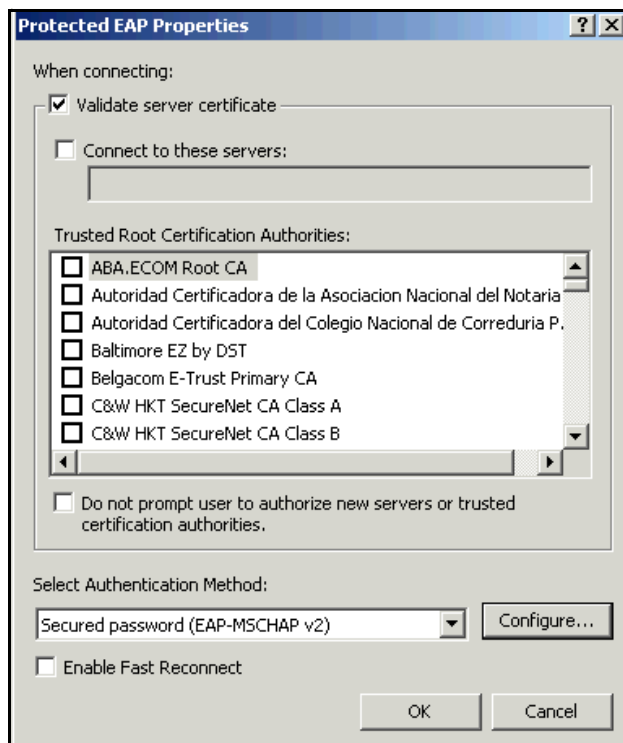 Protected EAP Properties
When connecting:
Validate server certificate
Connect to these servers:
Trusted Root Certification Authorities:
ABA.ECOM Root CA
Autoridad Certificadora de la Asociacion Nacional del Notaria
Autoridad Certificadora del Colegio Nacional de Correduria P.
Baltimore EZ by DST
Belgacom E-Trust Primary CA
C&W HKT SecureNet CA Class A
C&W HKT SecureNet CA Class B
Do not prompt user to authorize new servers or trusted
certification authorities.
Select Authentication Method:
Secured password (EAP-MSCHAP v2)
Configure...
Enable Fast Reconnect
OK
Cancel